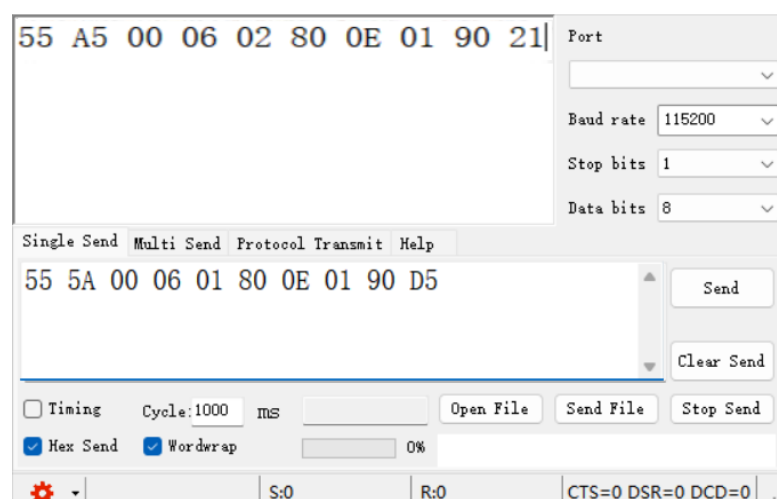 55 A5 00 06 02 80 0E 01 90 21
Port
Baud rate 115200
Stop bits 1
Data bits 8
Single Send Multi Send Protocol Transmit Help
55 5A 00 06 01 80 0E 01 90 D5
Send
Clear Send
Timing Cycle:1000 ms Open File Send File Stop Send
Hex Send Wordwrap 0%
S:0 R:0 CTS=0 DSR=0 DCD=0